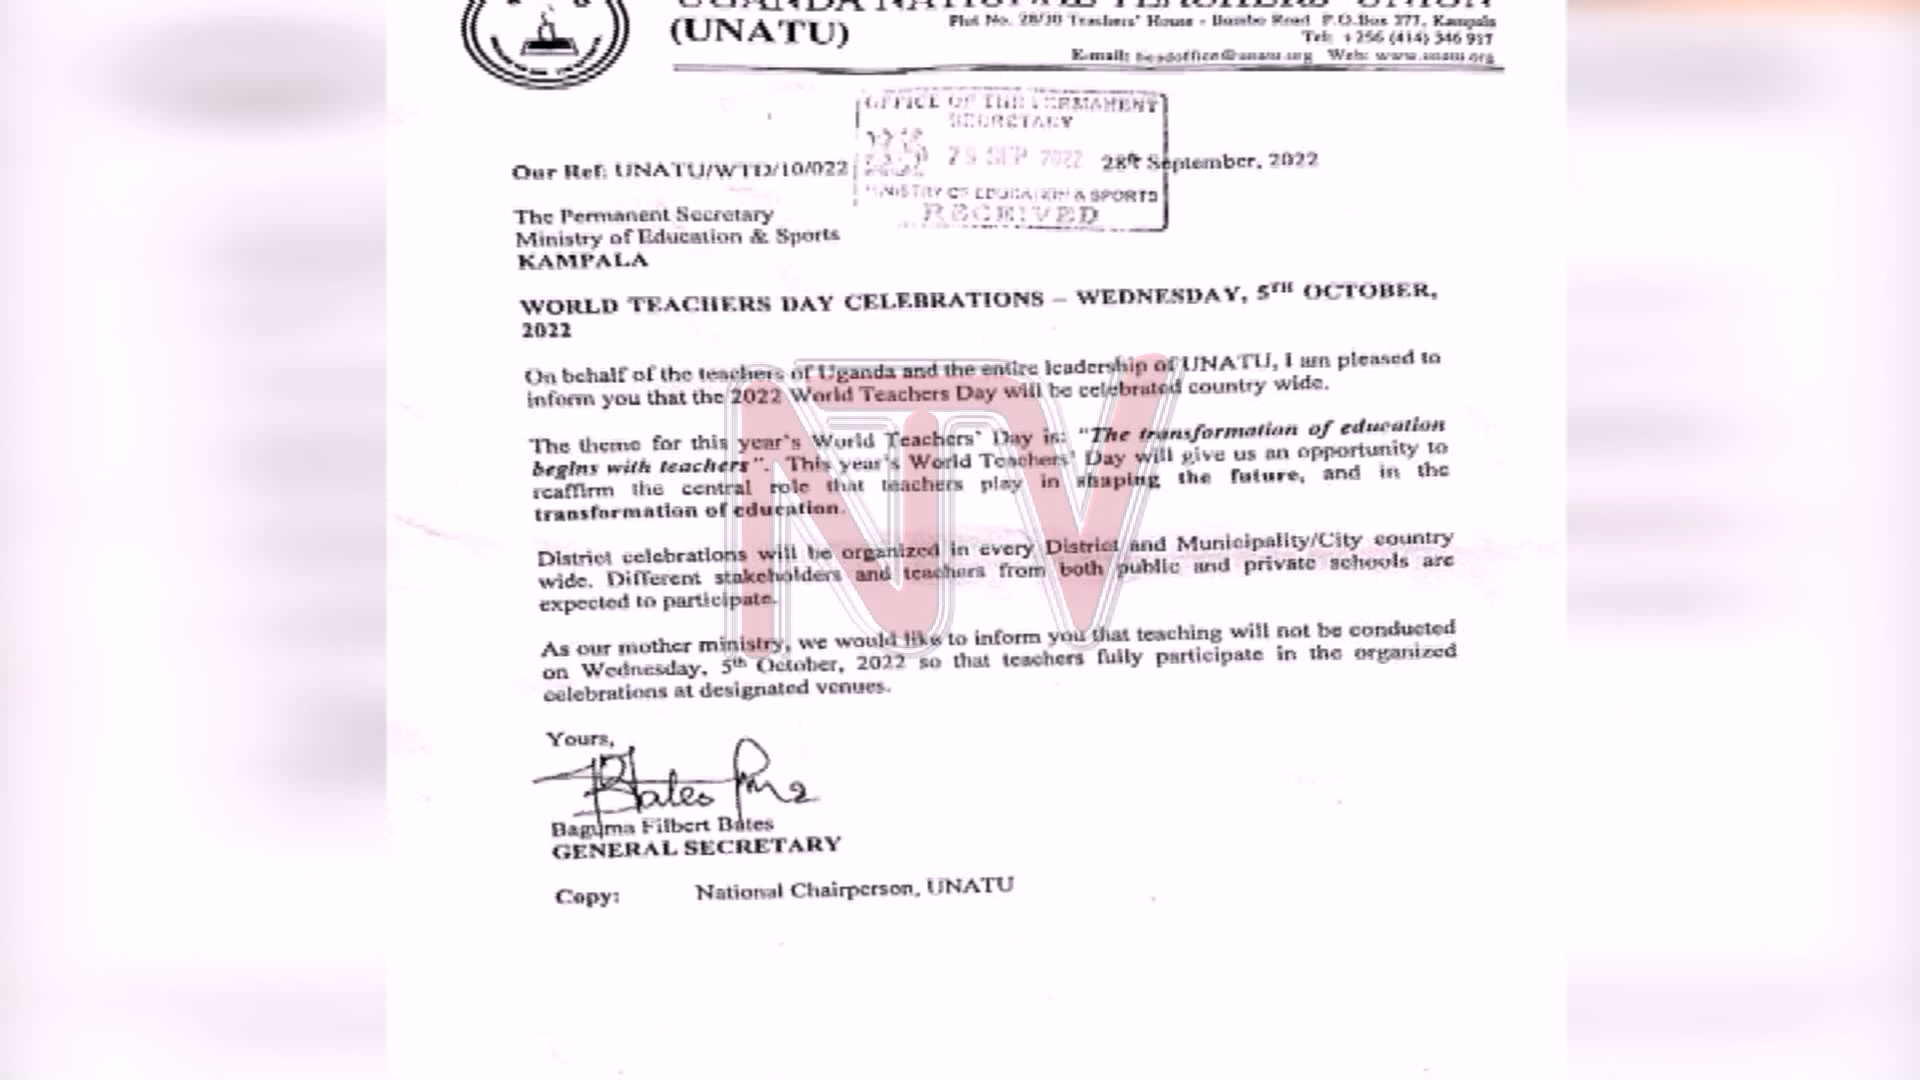 UGANDA NATIONAL TEACHERS' UNION
(UNATU)
Plot No. 28/30 Teachers' House - Bombo Road P.O.Box 377, Kampala
Tel: +256 (414) 346 937
E-mail: headoffice@unatu.org Web: www.unatu.org
OFFICE OF THE PERMANENT
SECRETARY
29 SEP 2022
MINISTRY OF EDUCATION & SPORTS
RECEIVED
Our Ref: UNATU/WTD/10/022
28th September, 2022
The Permanent Secretary
Ministry of Education & Sports
KAMPALA
WORLD TEACHERS DAY CELEBRATIONS – WEDNESDAY, 5TH OCTOBER,
2022
On behalf of the teachers of Uganda and the entire leadership of UNATU, I am pleased to
inform you that the 2022 World Teachers Day will be celebrated country wide.
The theme for this year's World Teachers' Day is: "The transformation of education
begins with teachers". This year's World Teachers' Day will give us an opportunity to
reaffirm the central role that teachers play in shaping the future, and in the
transformation of education.
District celebrations will be organized in every District and Municipality/City country
wide. Different stakeholders and teachers from both public and private schools are
expected to participate.
As our mother ministry, we would like to inform you that teaching will not be conducted
on Wednesday, 5th October, 2022 so that teachers fully participate in the organized
celebrations at designated venues.
Yours,
Baguma Filbert Bates
GENERAL SECRETARY
Copy: National Chairperson, UNATU
NTV